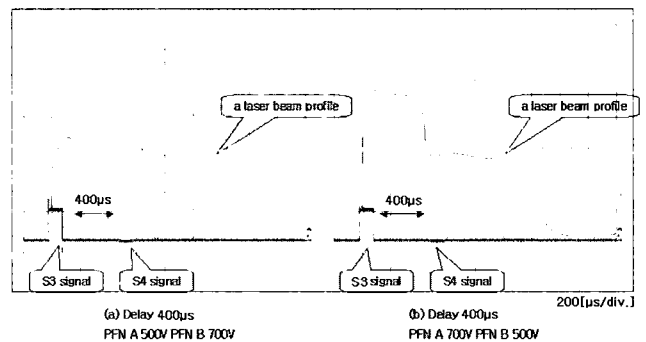 a laser beam profile
a laser beam profile
400µs
400µs
S3 signal
S4 signal
S3 signal
S4 signal
200[µs/div.]
(a) Delay 400µs
PFN A 500V PFN B 700V
(b) Delay 400µs
PFN A 700V PFN B 500V